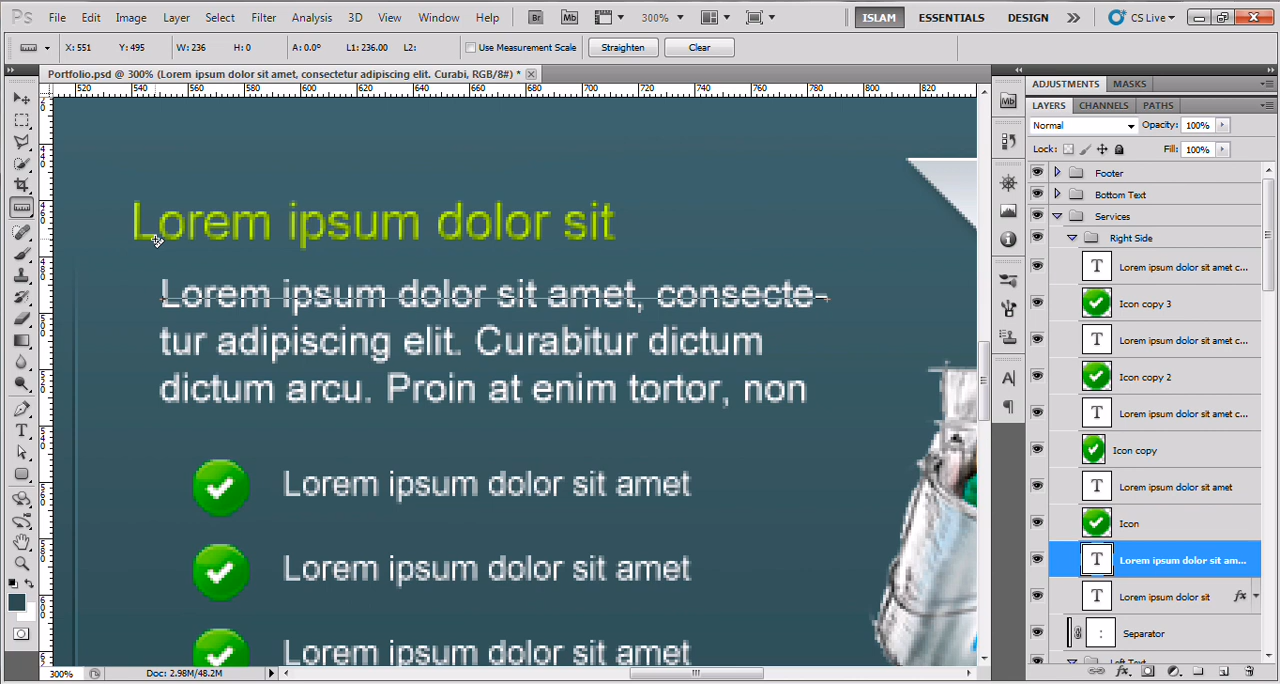 Ps File Edit Image Layer Select Filter Analysis 3D View Window Help Br Mb 300% ISLAM ESSENTIALS DESIGN CS Live
X: 551 Y: 495 W: 236 H: 0 A: 0.0° L1: 236.00 L2: Use Measurement Scale Straighten Clear
Portfolio.psd @ 300% (Lorem ipsum dolor sit amet, consectetur adipiscing elit. Curabi, RGB/8#) *
520 540 560 580 600 620 640 660 680 700 720 740 760 780 800 820
Lorem ipsum dolor sit
Lorem ipsum dolor sit amet, consecte-
tur adipiscing elit. Curabitur dictum
dictum arcu. Proin at enim tortor, non
Lorem ipsum dolor sit amet
Lorem ipsum dolor sit amet
Lorem ipsum dolor sit amet
300% Doc: 2.98M/48.2M
Mb
ADJUSTMENTS MASKS
LAYERS CHANNELS PATHS
Normal Opacity: 100%
Lock: Fill: 100%
Footer
Bottom Text
Services
Right Side
T Lorem ipsum dolor sit amet c...
Icon copy 3
T Lorem ipsum dolor sit amet c...
Icon copy 2
T Lorem ipsum dolor sit amet c...
Icon copy
T Lorem ipsum dolor sit amet
Icon
T Lorem ipsum dolor sit am...
T Lorem ipsum dolor sit fx
Separator
Left Text